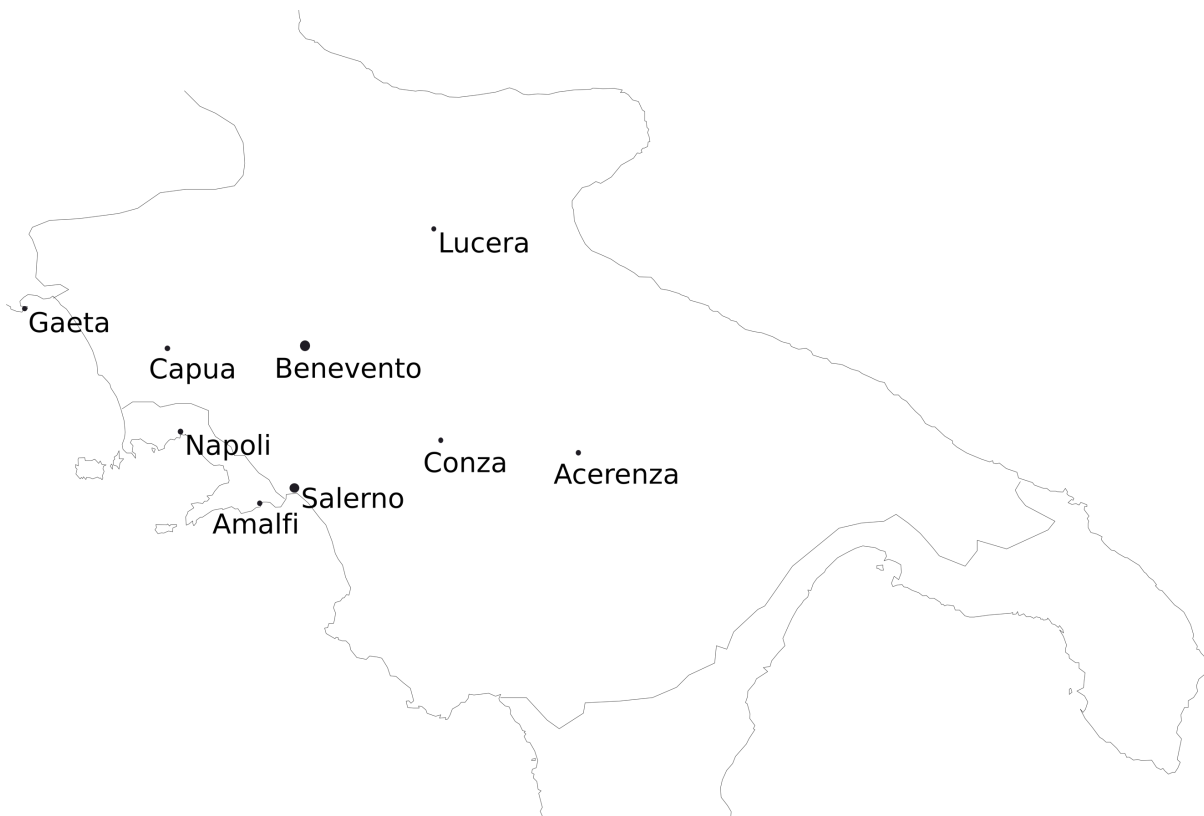 Lucera
Gaeta
Capua
Benevento
Napoli
Conza
Acerenza
Salerno
Amalfi